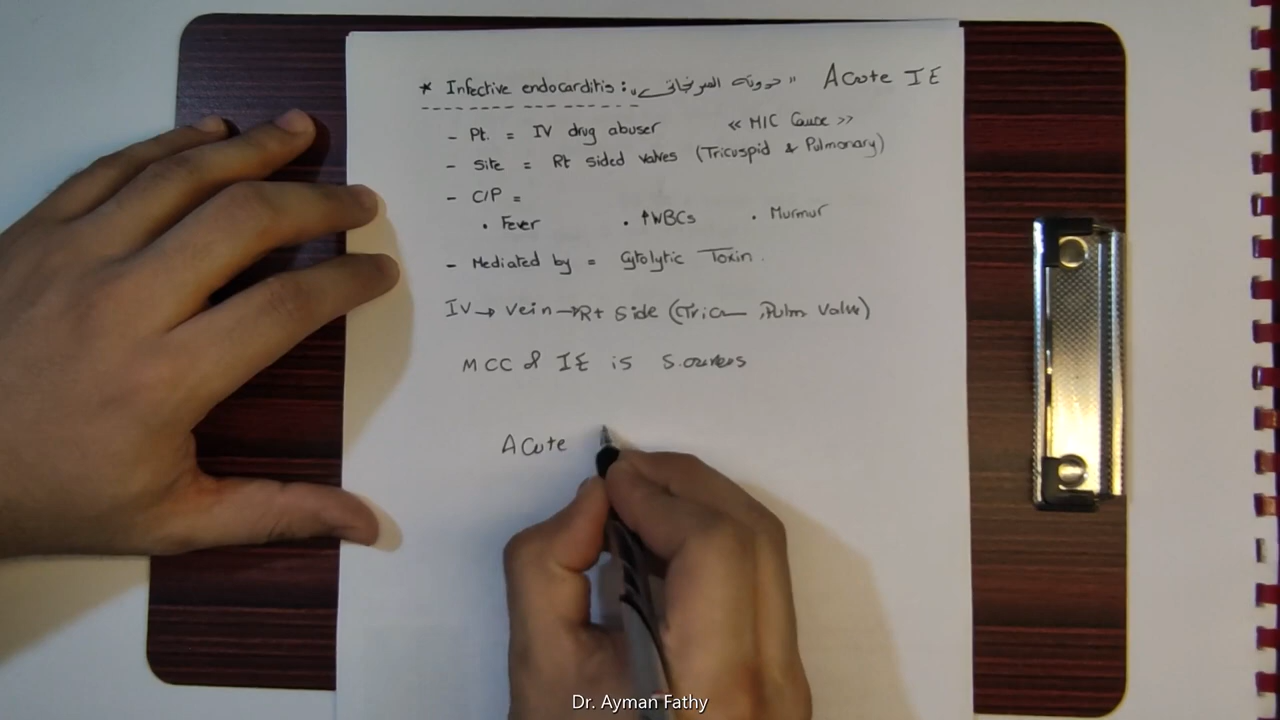 * Infective endocarditis : Acute IE
- Pt. = IV drug abuser << MIC Cause >>
- Site = Rt sided valves (Tricuspid & Pulmonary)
- C/P =
• Fever • ↑WBCs • Murmur
- Mediated by = Cytolytic Toxin.
IV → Vein → Rt Side (Tric , Pulm Valve)
MCC of IE is S. aureus
Acute
Dr. Ayman Fathy